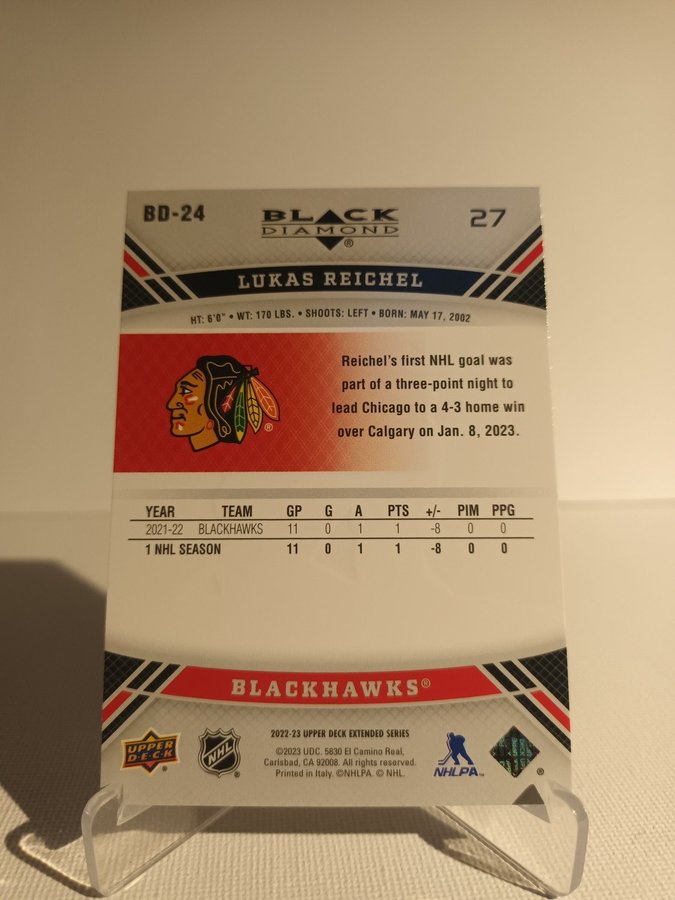 BD-24
BLACK
DIAMOND®
27
LUKAS REICHEL
HT: 6'0" • WT: 170 LBS. • SHOOTS: LEFT • BORN: MAY 17, 2002
Reichel's first NHL goal was
part of a three-point night to
lead Chicago to a 4-3 home win
over Calgary on Jan. 8, 2023.
®
YEAR TEAM GP G A PTS +/- PIM PPG
2021-22 BLACKHAWKS 11 0 1 1 -8 0 0
1 NHL SEASON 11 0 1 1 -8 0 0
BLACKHAWKS®
2022-23 UPPER DECK EXTENDED SERIES
©2023 UDC. 5830 El Camino Real,
Carlsbad, CA 92008. All rights reserved.
Printed in Italy. ©NHLPA. © NHL.
UPPER
DECK
®
NHL
®
NHLPA™
®